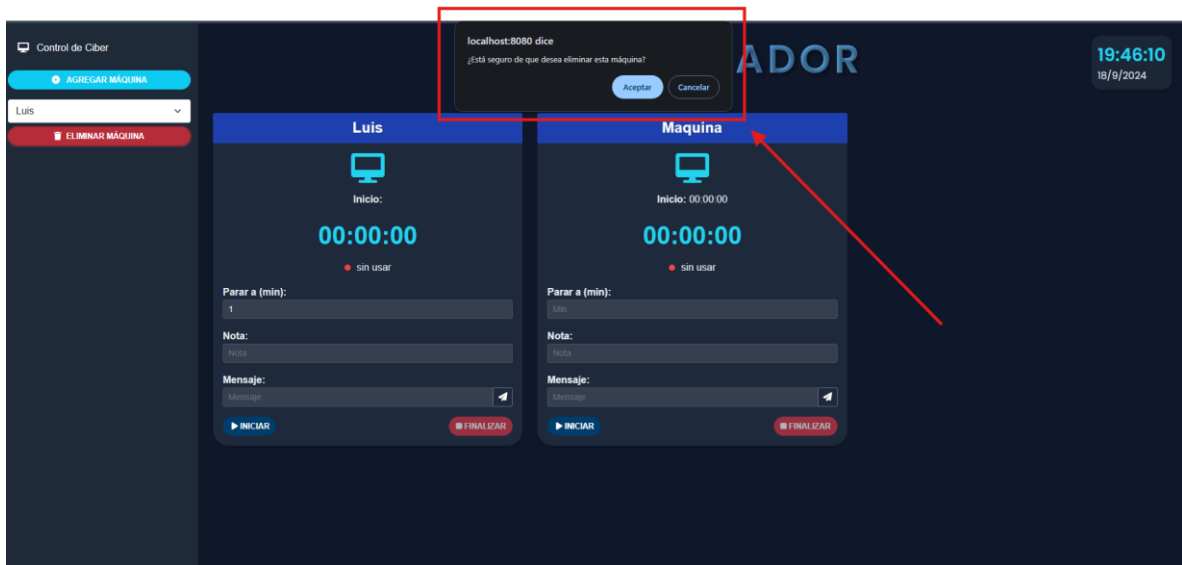 Control de Ciber
AGREGAR MÁQUINA
Luis
ELIMINAR MÁQUINA
localhost:8080 dice
¿Está seguro de que desea eliminar esta máquina?
Aceptar Cancelar
ADOR
19:46:10
18/9/2024
Luis
Inicio:
00:00:00
sin usar
Parar a (min):
1
Nota:
Nota
Mensaje:
Mensaje
INICIAR FINALIZAR
Maquina
Inicio: 00:00:00
00:00:00
sin usar
Parar a (min):
Min
Nota:
Nota
Mensaje:
Mensaje
INICIAR FINALIZAR